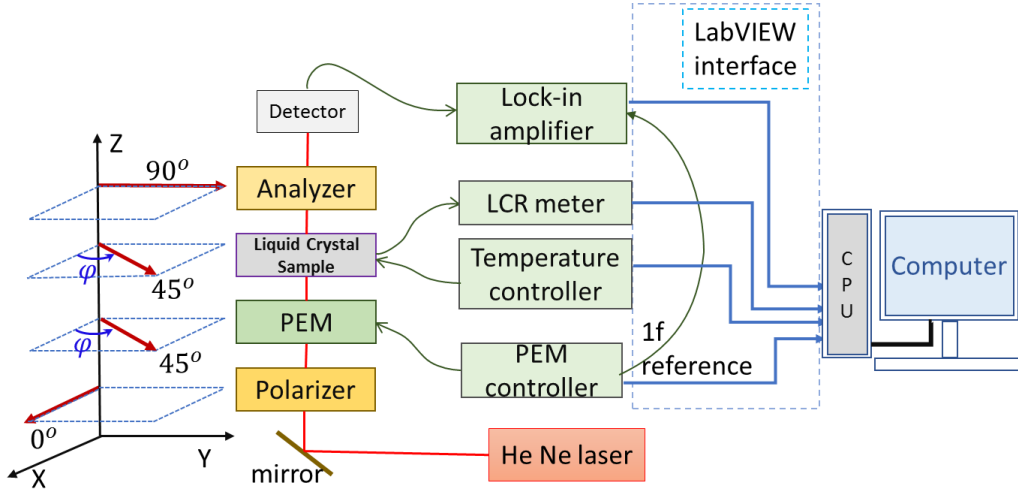 LabVIEW
interface
Detector
Lock-in
amplifier
Z
90°
Analyzer
LCR meter
Liquid Crystal
Sample
Temperature
controller
φ
45°
C
P
U
Computer
PEM
φ
45°
PEM
controller
1f
reference
Polarizer
0°
Y
X
mirror
He Ne laser